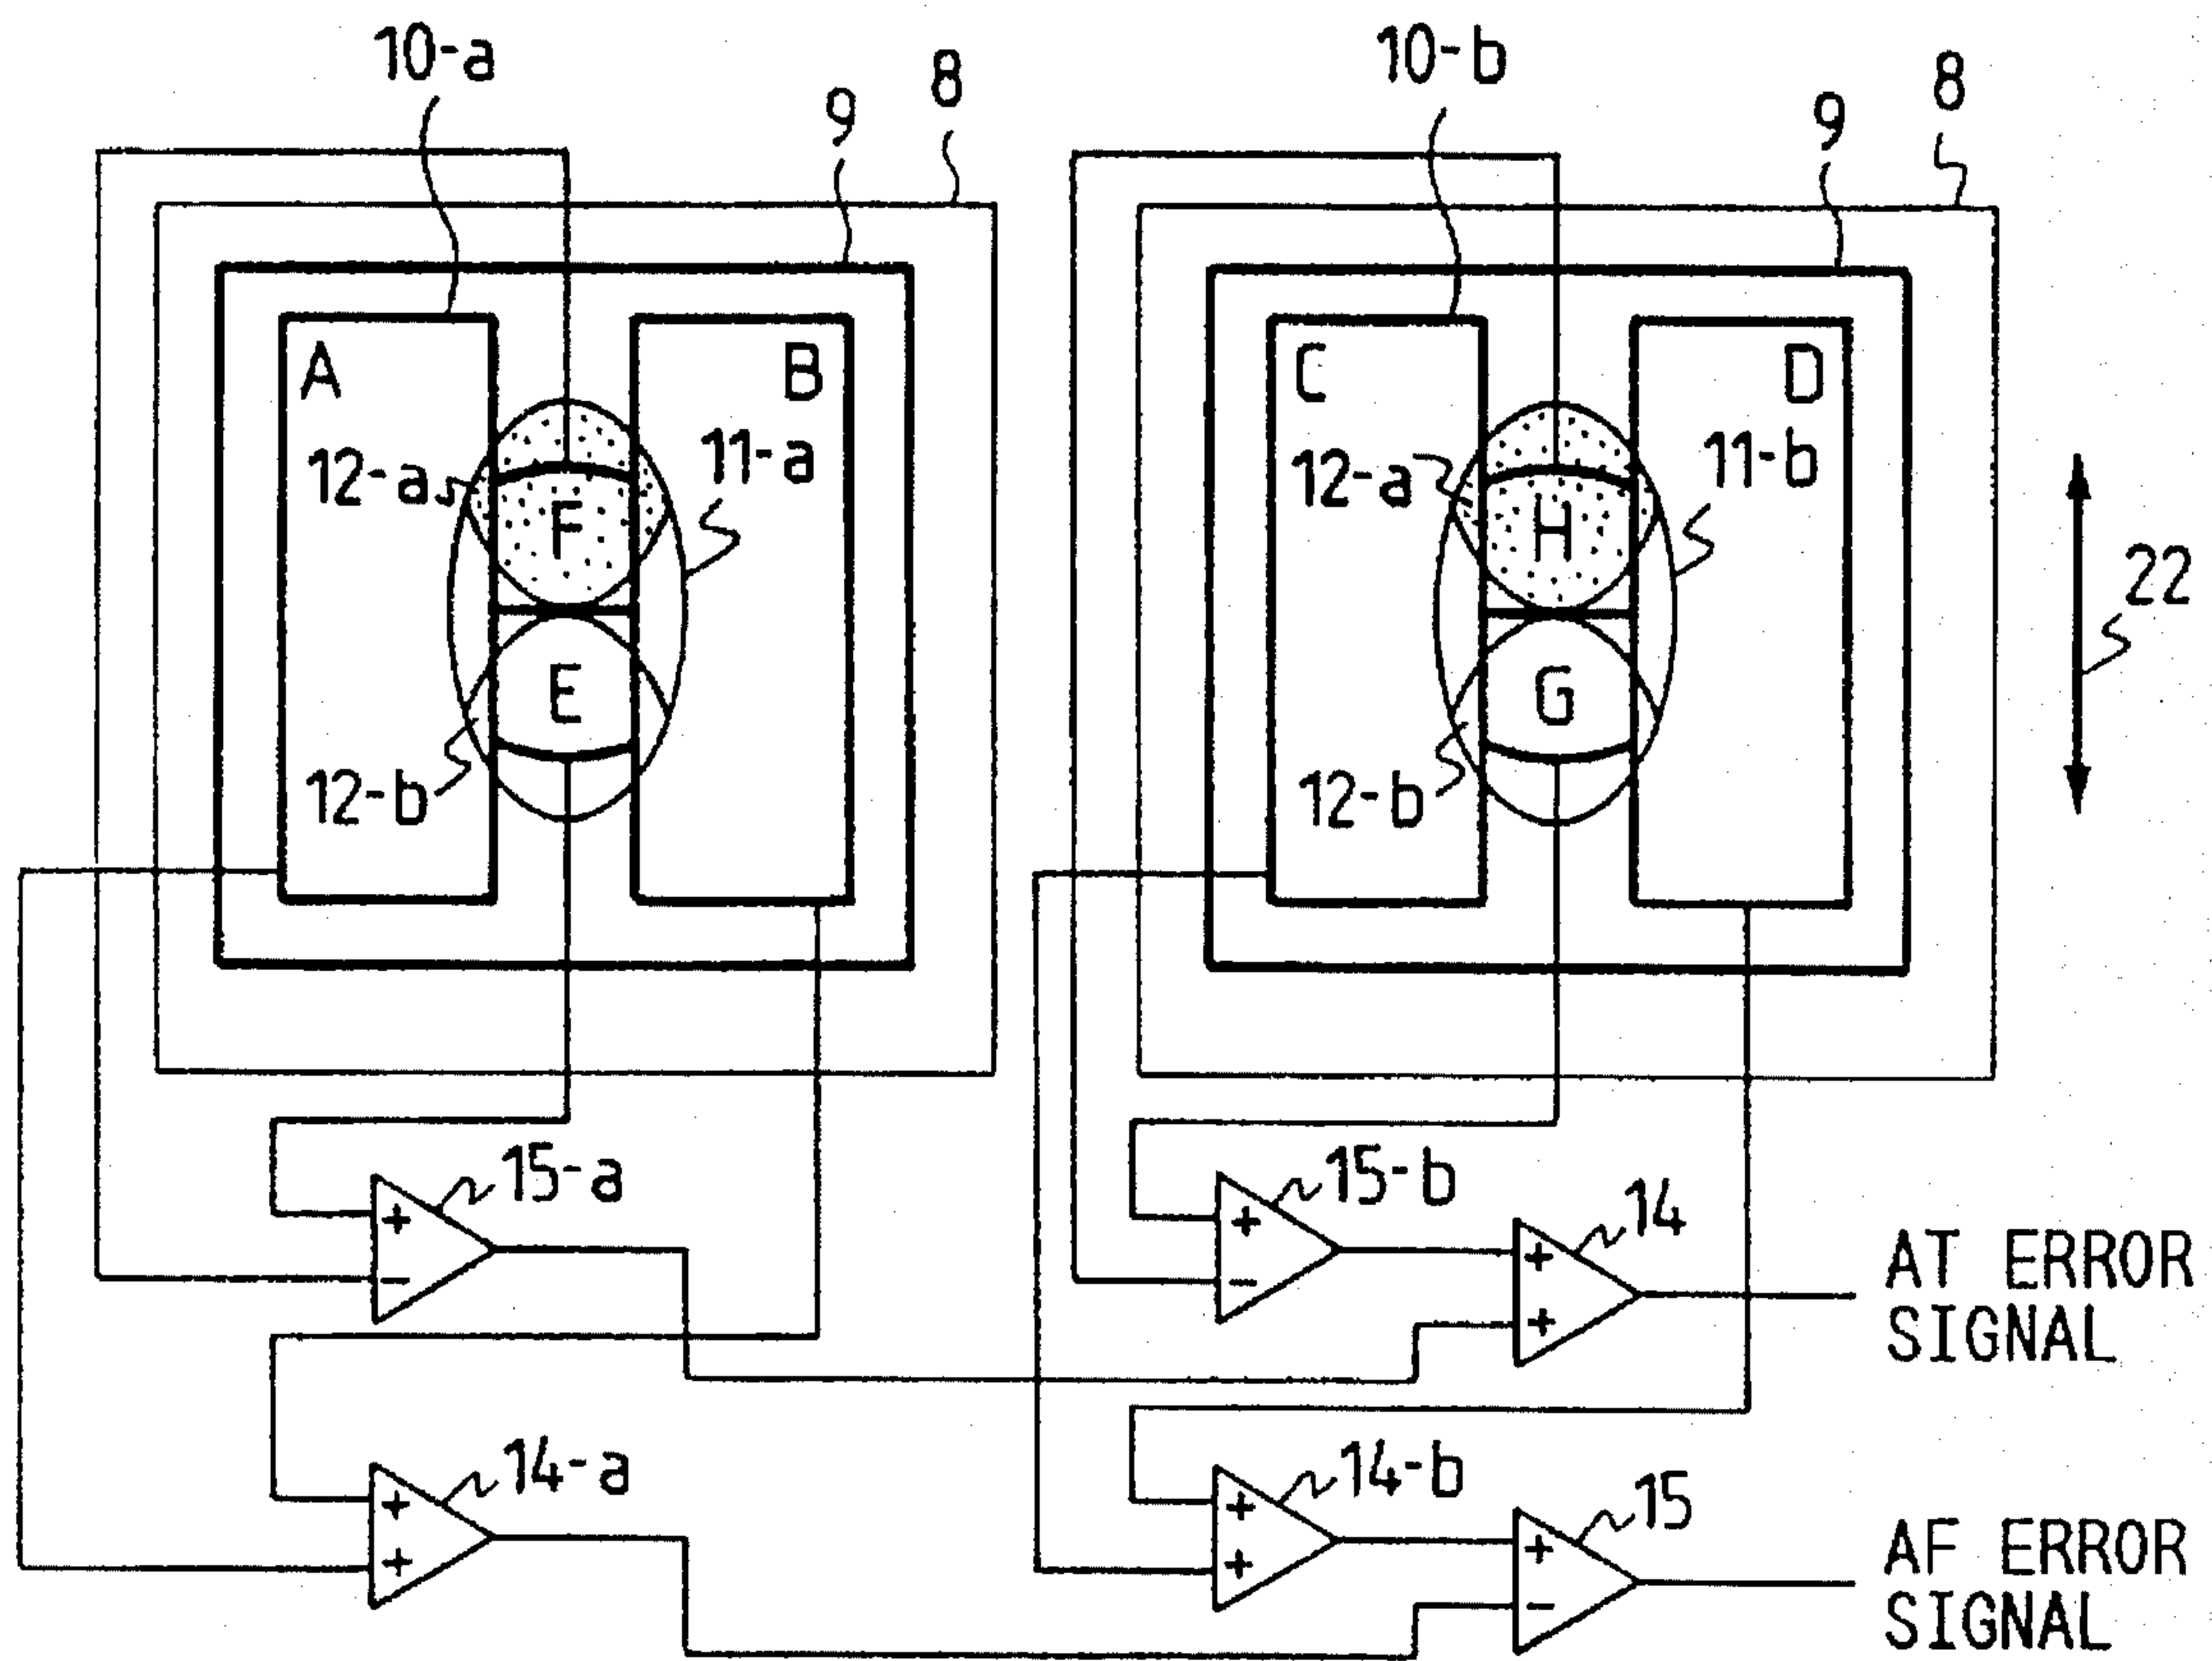 10-a
9
8
10-b
9
8
A
B
C
D
12-a
F
11-a
12-a
H
11-b
22
E
G
12-b
12-b
15-a
+
-
15-b
+
-
14
+
+
AT ERROR
SIGNAL
14-a
+
+
14-b
+
+
15
+
-
AF ERROR
SIGNAL